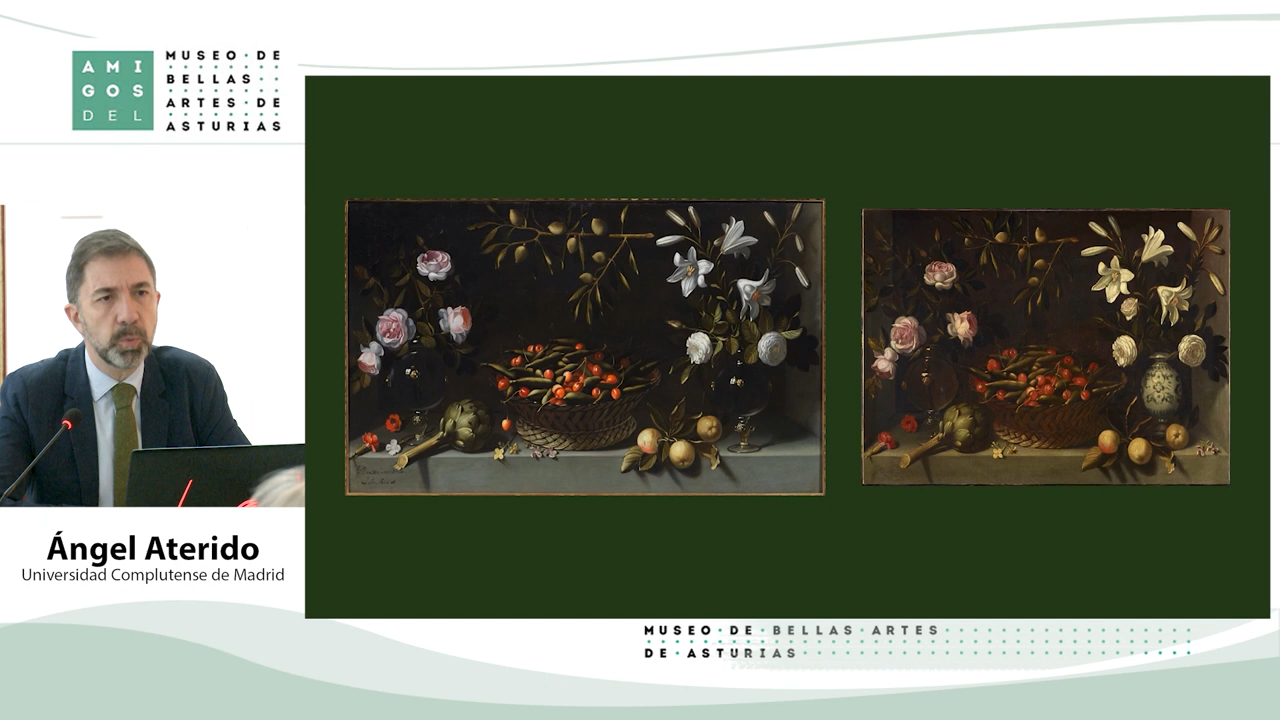 AMI
GOS
DEL
MUSEO DE
BELLAS
ARTES DE
ASTURIAS
Ángel Aterido
Universidad Complutense de Madrid
MUSEO DE BELLAS ARTES
DE ASTURIAS